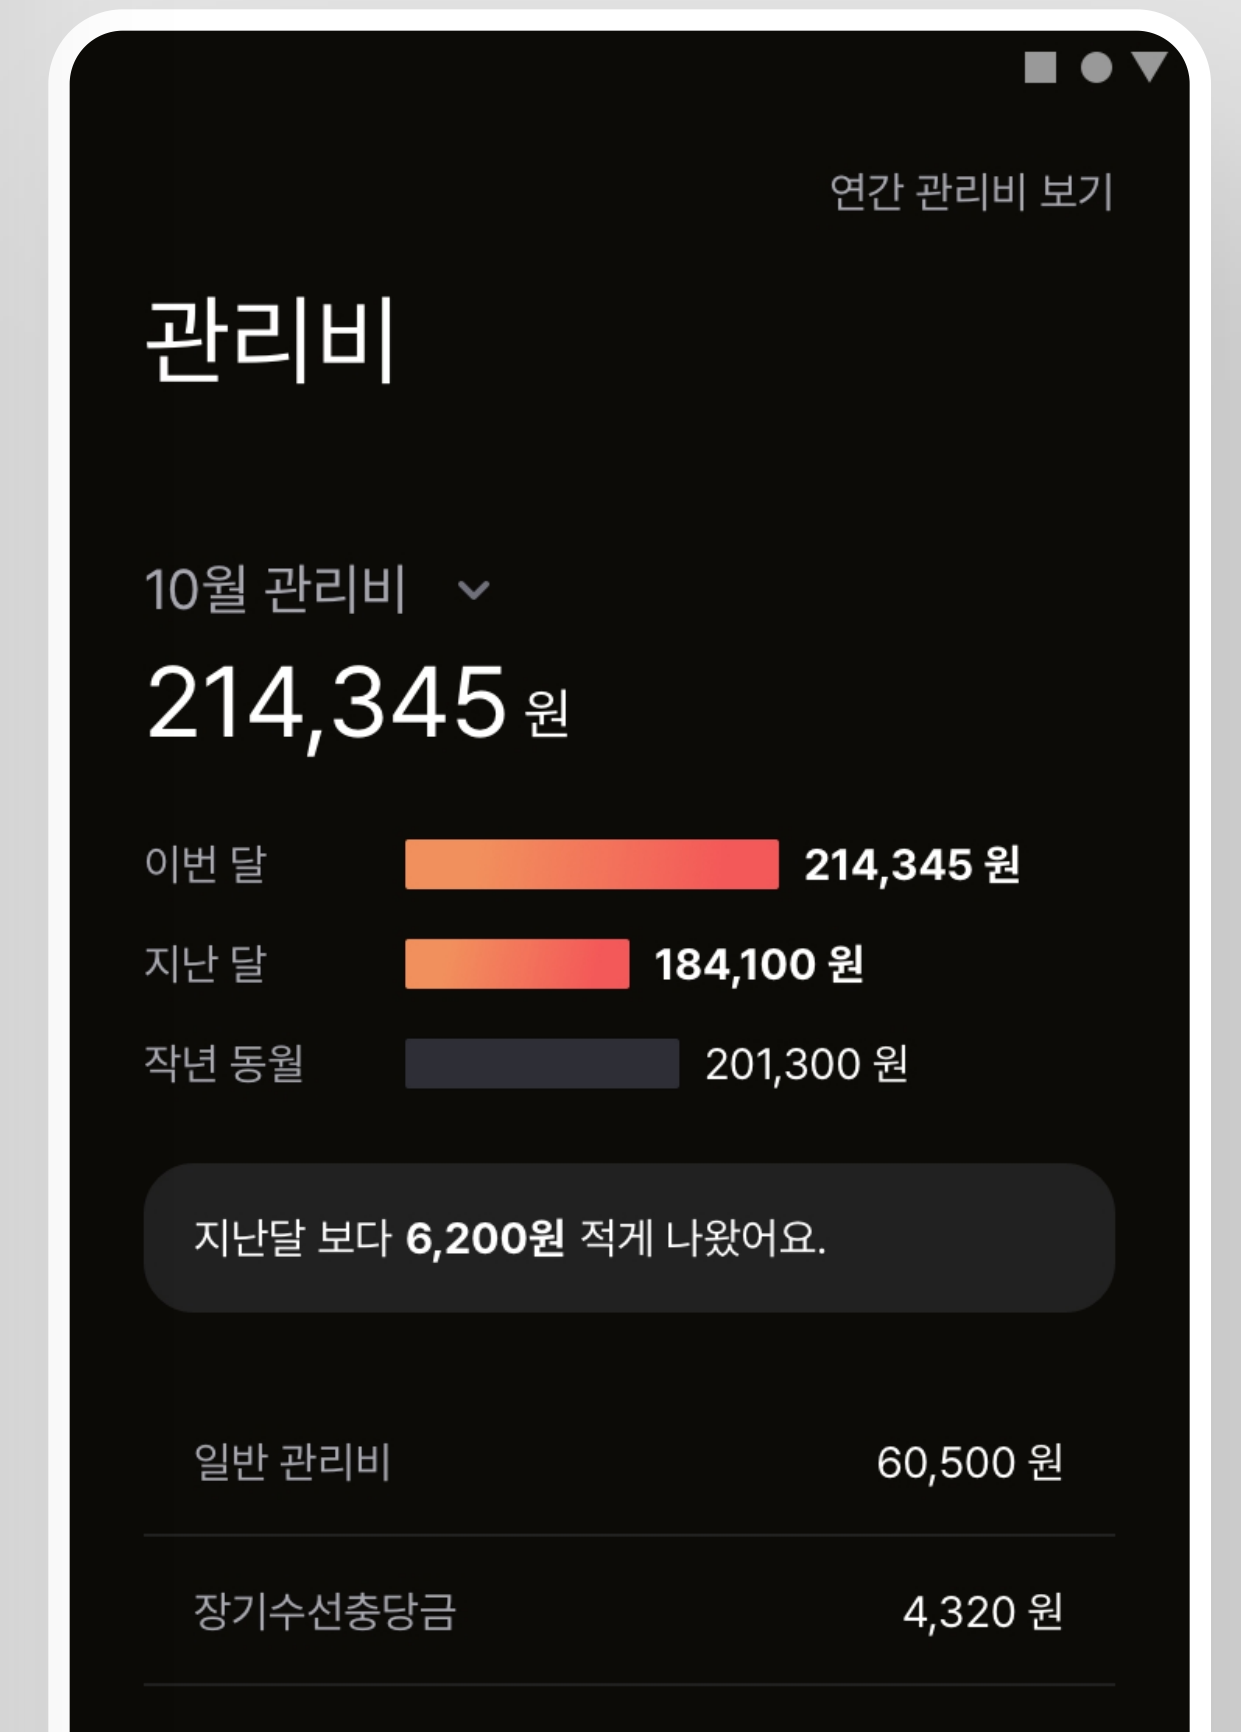 연간 관리비 보기
관리비
10월 관리비
214,345 원
이번 달 214,345 원
지난 달 184,100 원
작년 동월 201,300 원
지난달 보다 6,200원 적게 나왔어요.
일반 관리비 60,500 원
장기수선충당금 4,320 원